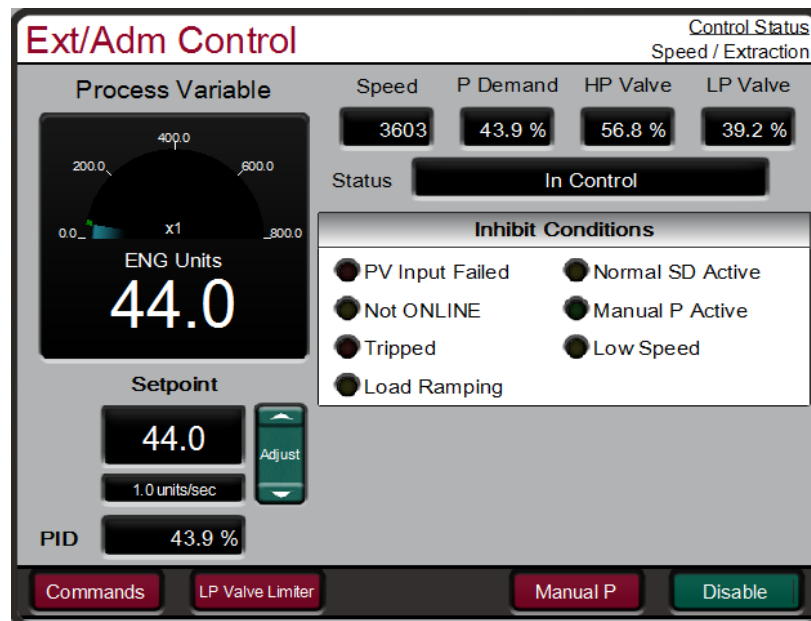 Ext/Adm Control
Control Status
Speed / Extraction
Process Variable
400.0
200.0
600.0
0.0
x1
800.0
ENG Units
44.0
Setpoint
44.0
Adjust
1.0 units/sec
PID
43.9 %
Speed
P Demand
HP Valve
LP Valve
3603
43.9 %
56.8 %
39.2 %
Status
In Control
Inhibit Conditions
PV Input Failed
Normal SD Active
Not ONLINE
Manual P Active
Tripped
Low Speed
Load Ramping
Commands
LP Valve Limiter
Manual P
Disable